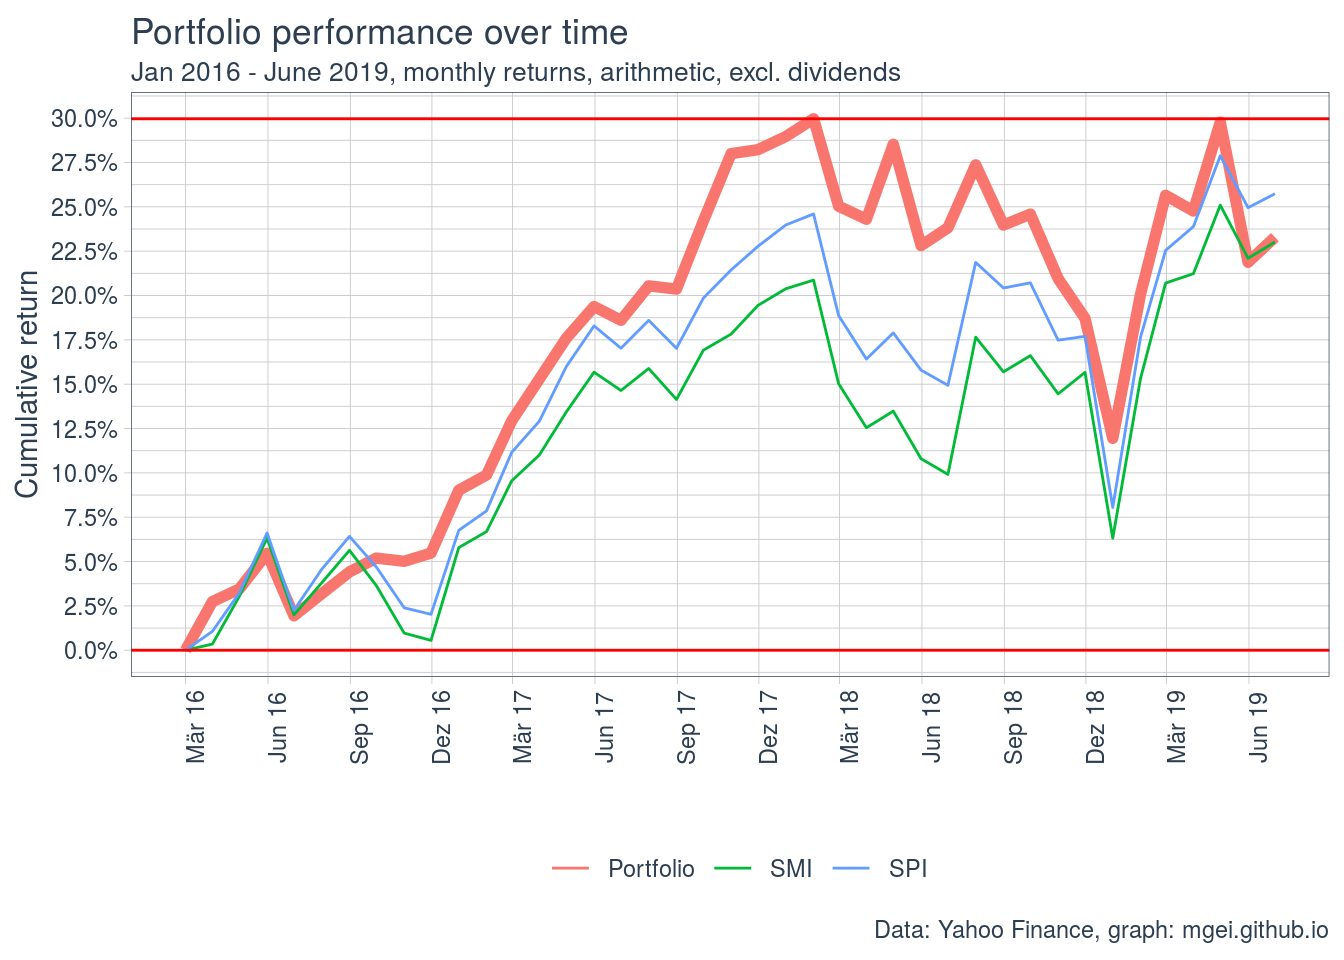 Portfolio performance over time
Jan 2016 - June 2019, monthly returns, arithmetic, excl. dividends
Cumulative return
30.0%
27.5%
25.0%
22.5%
20.0%
17.5%
15.0%
12.5%
10.0%
7.5%
5.0%
2.5%
0.0%
Mär 16
Jun 16
Sep 16
Dez 16
Mär 17
Jun 17
Sep 17
Dez 17
Mär 18
Jun 18
Sep 18
Dez 18
Mär 19
Jun 19
Portfolio SMI SPI
Data: Yahoo Finance, graph: mgei.github.io